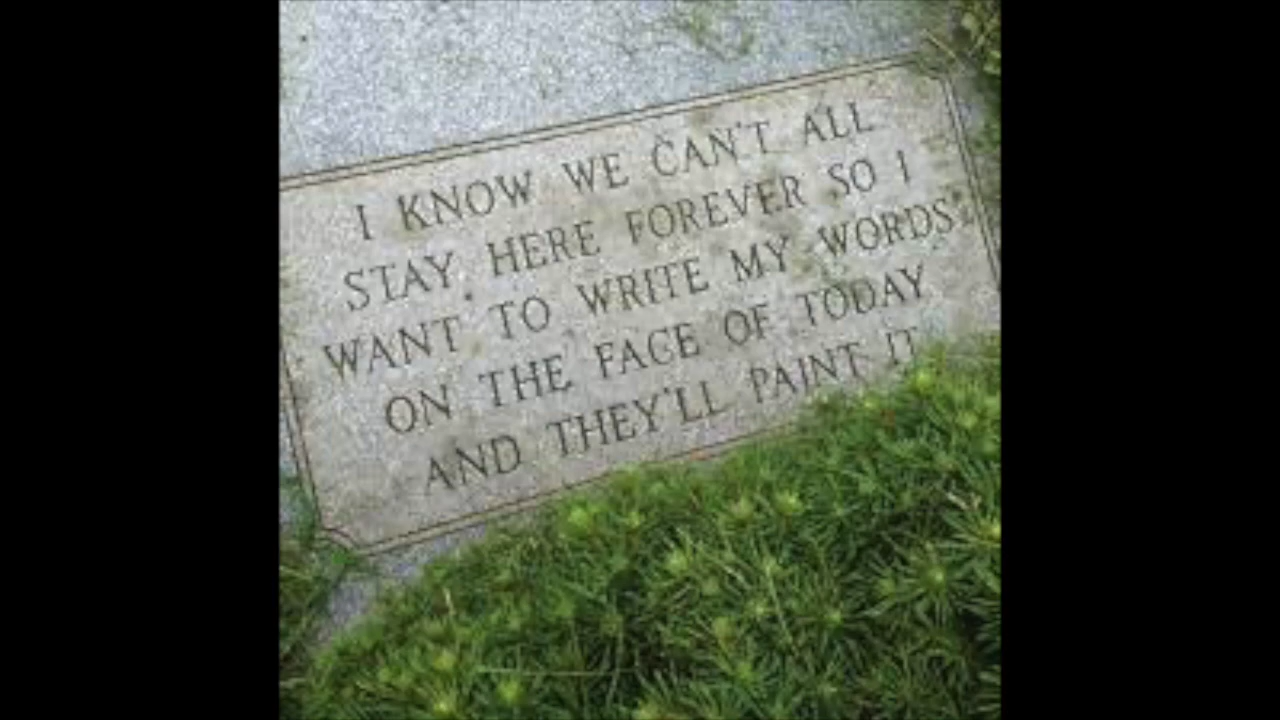 I KNOW WE CAN'T ALL
STAY HERE FOREVER SO I
WANT TO WRITE MY WORDS
ON THE FACE OF TODAY
AND THEY'LL PAINT IT